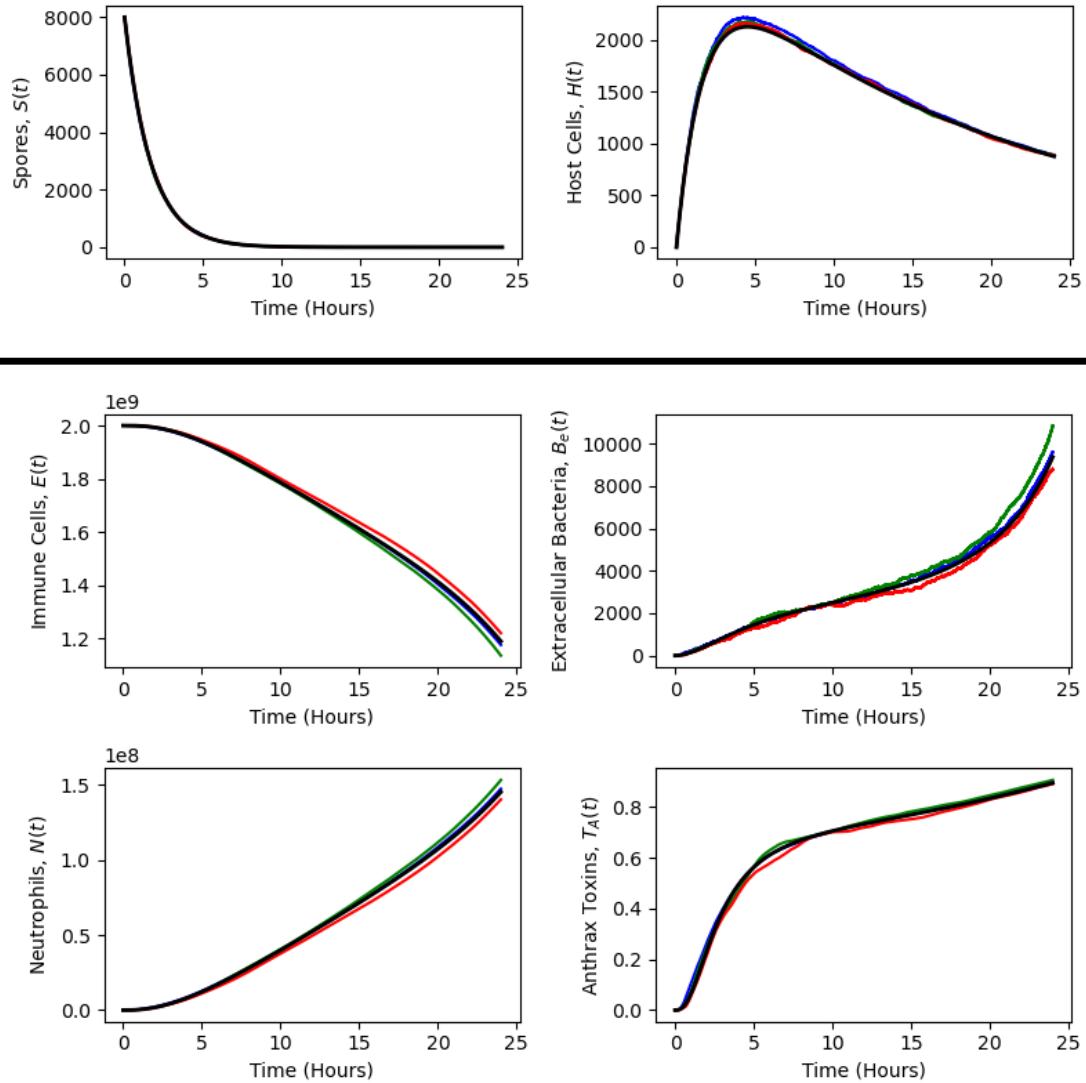 8000
6000
4000
2000
0
Spores, S(t)
0 5 10 15 20 25
Time (Hours)
2000
1500
1000
500
0
Host Cells, H(t)
0 5 10 15 20 25
Time (Hours)
1e9
2.0
1.8
1.6
1.4
1.2
Immune Cells, E(t)
0 5 10 15 20 25
Time (Hours)
10000
8000
6000
4000
2000
0
Extracellular Bacteria, Bₑ(t)
0 5 10 15 20 25
Time (Hours)
1e8
1.5
1.0
0.5
0.0
Neutrophils, N(t)
0 5 10 15 20 25
Time (Hours)
0.8
0.6
0.4
0.2
0.0
Anthrax Toxins, T_A(t)
0 5 10 15 20 25
Time (Hours)